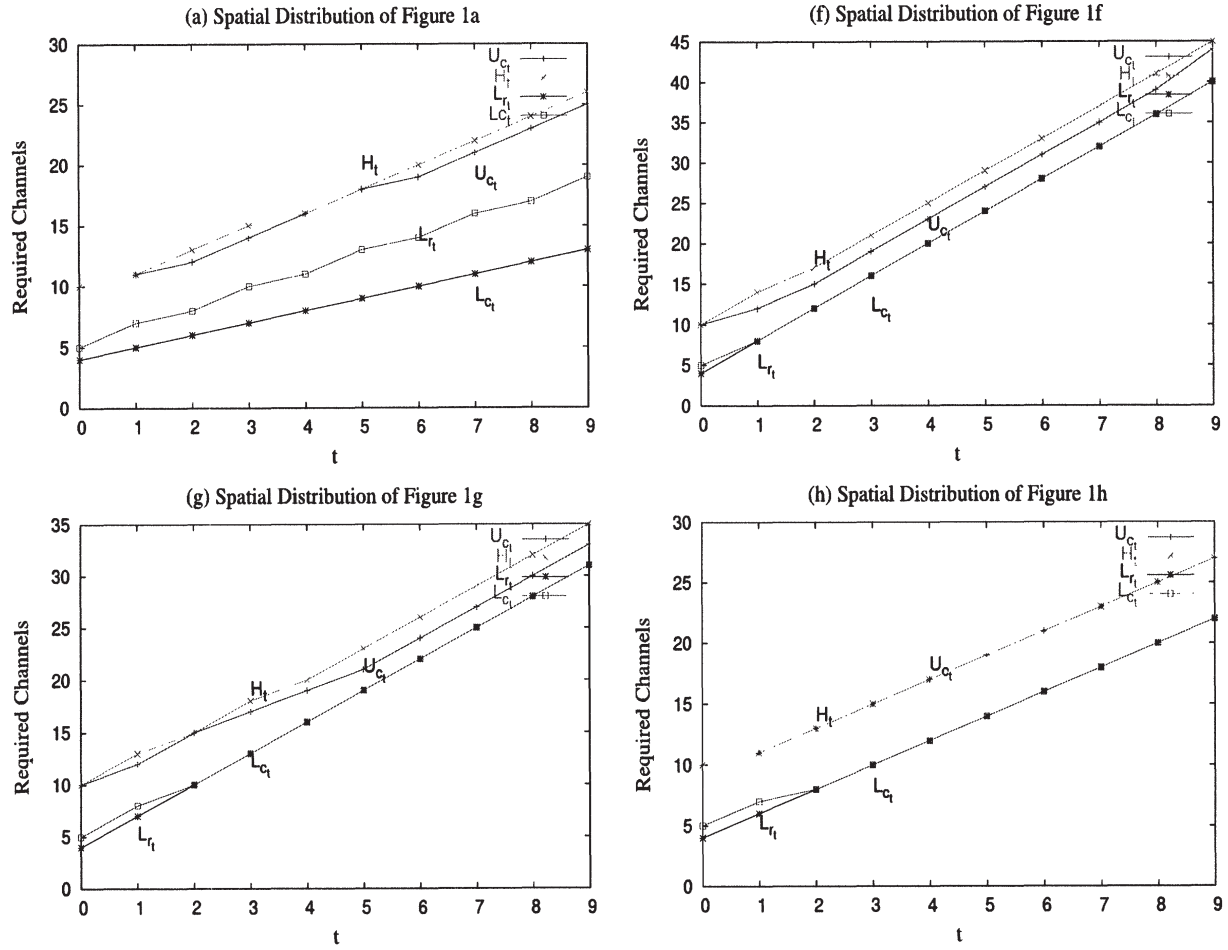 (a) Spatial Distribution of Figure 1a
Required Channels
30
25
20
15
10
5
0
0 1 2 3 4 5 6 7 8 9
t
U_{c_t}
H_t
L_{r_t}
L_{c_t}
H_t
U_{c_t}
L_{r_t}
L_{c_t}
(f) Spatial Distribution of Figure 1f
Required Channels
45
40
35
30
25
20
15
10
5
0
0 1 2 3 4 5 6 7 8 9
t
U_{c_t}
H_t
L_{r_t}
L_{c_t}
U_{c_t}
H_t
L_{c_t}
L_{r_t}
(g) Spatial Distribution of Figure 1g
Required Channels
35
30
25
20
15
10
5
0
0 1 2 3 4 5 6 7 8 9
t
U_{c_t}
H_t
L_{r_t}
L_{c_t}
U_{c_t}
H_t
L_{c_t}
L_{r_t}
(h) Spatial Distribution of Figure 1h
Required Channels
30
25
20
15
10
5
0
0 1 2 3 4 5 6 7 8 9
t
U_{c_t}
H_t
L_{r_t}
L_{c_t}
U_{c_t}
H_t
L_{c_t}
L_{r_t}